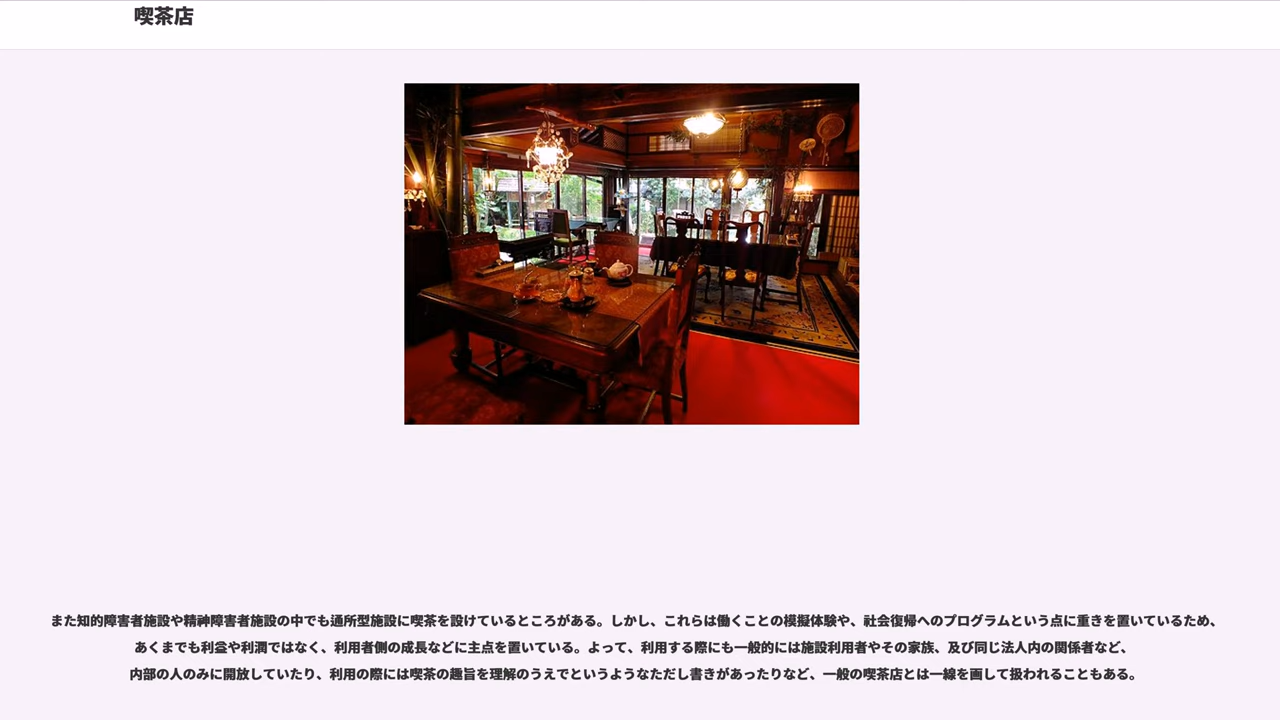 喫茶店
また知的障害者施設や精神障害者施設の中でも通所型施設に喫茶を設けているところがある。しかし、これらは働くことの模擬体験や、社会復帰へのプログラムという点に重きを置いているため、
あくまでも利益や利潤ではなく、利用者側の成長などに主点を置いている。よって、利用する際にも一般的には施設利用者やその家族、及び同じ法人内の関係者など、
内部の人のみに開放していたり、利用の際には喫茶の趣旨を理解のうえでというようなただし書きがあったりなど、一般の喫茶店とは一線を画して扱われることもある。